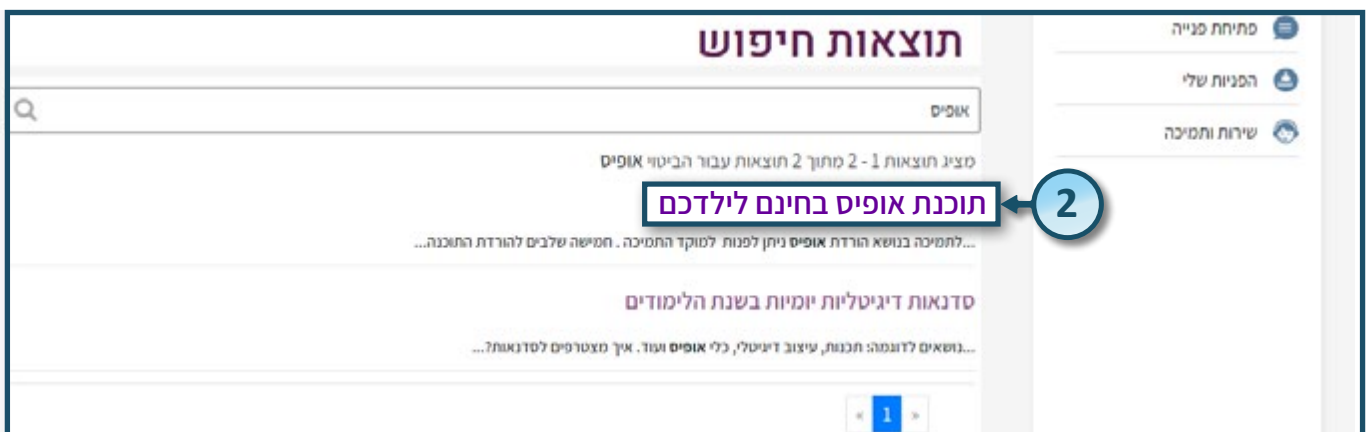 פתיחת פנייה
הפניות שלי
שירות ותמיכה
תוצאות חיפוש
אופיס
מציג תוצאות 1 - 2 מתוך 2 תוצאות עבור הביטוי אופיס
תוכנת אופיס בחינם לילדכם
2
...לתמיכה בנושא הורדת אופיס ניתן לפנות למוקד התמיכה . חמישה שלבים להורדת התוכנה...
סדנאות דיגיטליות יומיות בשנת הלימודים
...נושאים לדוגמה: תכנות, עיצוב דיגיטלי, כלי אופיס ועוד. איך מצטרפים לסדנאות?...
« 1 »